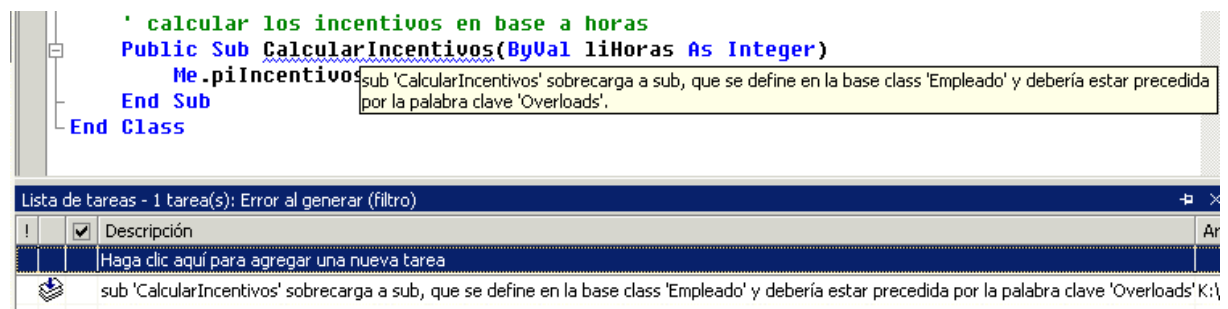 ' calcular los incentivos en base a horas
Public Sub CalcularIncentivos(ByVal liHoras As Integer)
Me.piIncentivos
sub 'CalcularIncentivos' sobrecarga a sub, que se define en la base class 'Empleado' y debería estar precedida
por la palabra clave 'Overloads'.
End Sub
End Class
Lista de tareas - 1 tarea(s): Error al generar (filtro)
! Descripción Ar
Haga clic aquí para agregar una nueva tarea
sub 'CalcularIncentivos' sobrecarga a sub, que se define en la base class 'Empleado' y debería estar precedida por la palabra clave 'Overloads' K:\